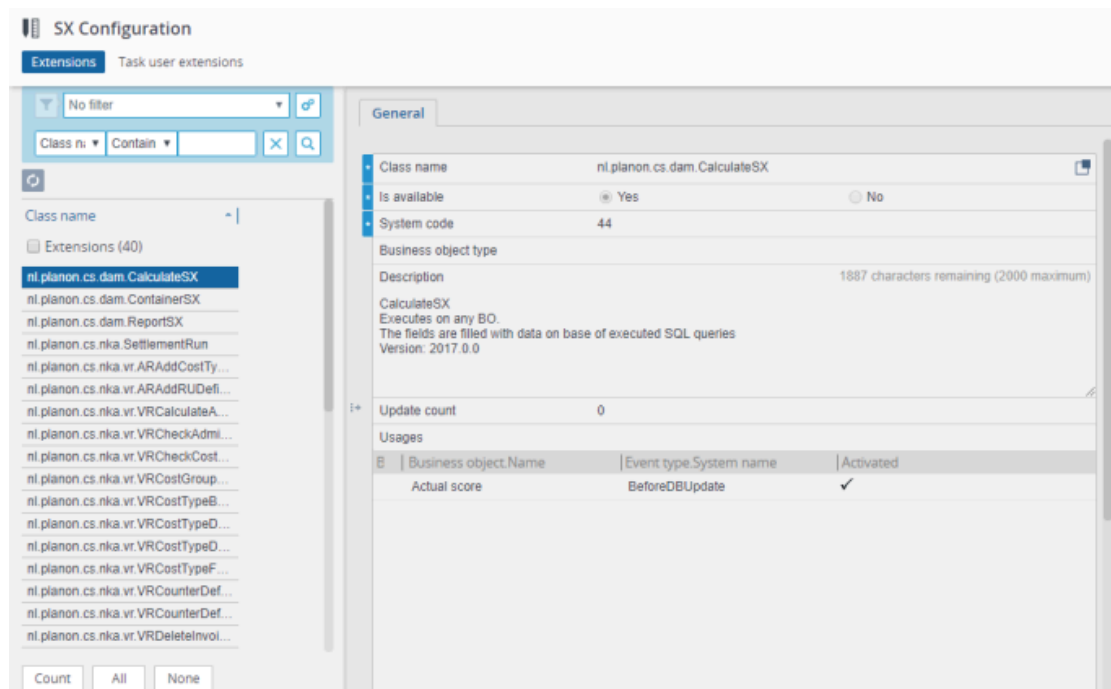 SX Configuration
Extensions Task user extensions
No filter
Class n Contain
Class name
Extensions (40)
nl.planon.cs.dam.CalculateSX
nl.planon.cs.dam.ContainerSX
nl.planon.cs.dam.ReportSX
nl.planon.cs.nka.SettlementRun
nl.planon.cs.nka.vr.ARAddCostTy...
nl.planon.cs.nka.vr.ARAddRUDefi...
nl.planon.cs.nka.vr.VRCalculateA...
nl.planon.cs.nka.vr.VRCheckAdmi...
nl.planon.cs.nka.vr.VRCheckCost...
nl.planon.cs.nka.vr.VRCostGroup...
nl.planon.cs.nka.vr.VRCostTypeB...
nl.planon.cs.nka.vr.VRCostTypeD...
nl.planon.cs.nka.vr.VRCostTypeD...
nl.planon.cs.nka.vr.VRCostTypeF...
nl.planon.cs.nka.vr.VRCounterDef...
nl.planon.cs.nka.vr.VRCounterDef...
nl.planon.cs.nka.vr.VRDeleteInvoi...
Count All None
General
Class name nl.planon.cs.dam.CalculateSX
Is available Yes No
System code 44
Business object type
Description 1887 characters remaining (2000 maximum)
CalculateSX
Executes on any BO.
The fields are filled with data on base of executed SQL queries
Version: 2017.0.0
Update count 0
Usages
B Business object.Name Event type.System name Activated
Actual score BeforeDBUpdate ✓